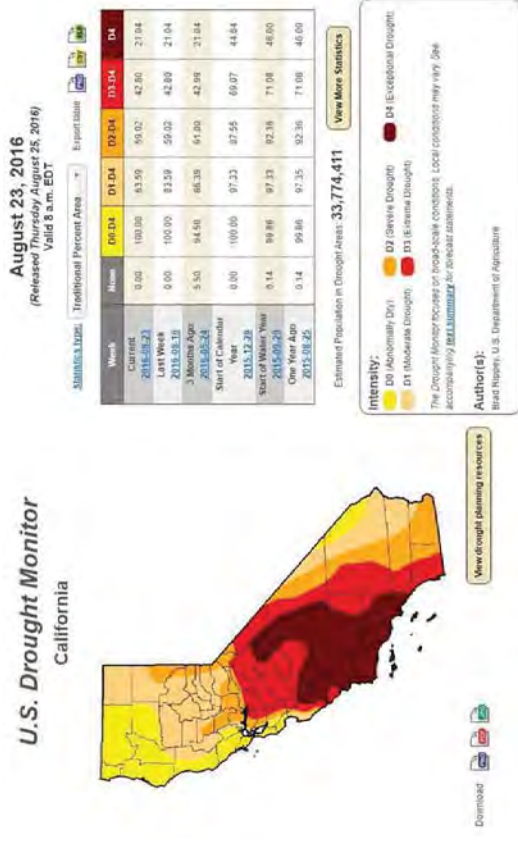 U.S. Drought Monitor
California
August 23, 2016
(Released Thursday August 25, 2016)
Valid 8 a.m. EDT
Statistics type: Traditional Percent Area Export table
Week None D0-D4 D1-D4 D2-D4 D3-D4 D4
Current 2016-08-23 0.00 100.00 83.59 59.02 42.80 21.04
Last Week 2016-08-16 0.00 100.00 83.59 59.02 42.80 21.04
3 Months Ago 2016-05-24 5.50 94.50 86.39 61.00 42.99 21.04
Start of Calendar Year 2015-12-29 0.00 100.00 97.33 87.55 69.07 44.84
Start of Water Year 2015-09-29 0.14 99.86 97.33 92.36 71.08 46.00
One Year Ago 2015-08-25 0.14 99.86 97.35 92.36 71.08 46.00
Estimated Population in Drought Areas: 33,774,411
View More Statistics
Intensity:
D0 (Abnormally Dry)
D1 (Moderate Drought)
D2 (Severe Drought)
D3 (Extreme Drought)
D4 (Exceptional Drought)
The Drought Monitor focuses on broad-scale conditions. Local conditions may vary. See
accompanying text summary for forecast statements.
Author(s):
Brad Rippey, U.S. Department of Agriculture
Download
View drought planning resources